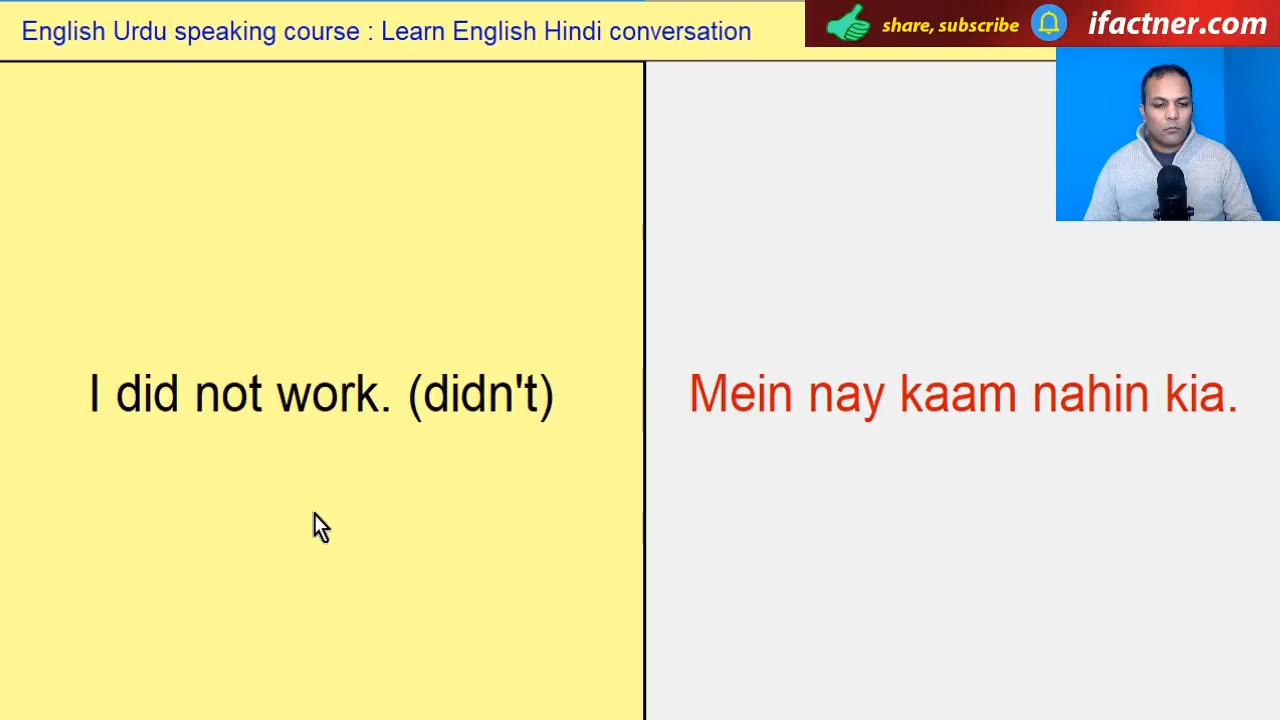 English Urdu speaking course : Learn English Hindi conversation
share, subscribe
ifactner.com
I did not work. (didn't)
Mein nay kaam nahin kia.